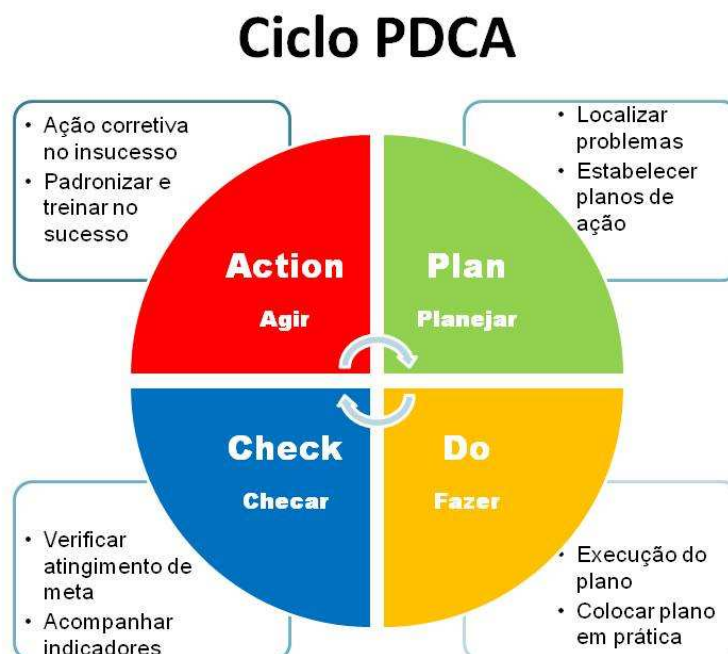 Ciclo PDCA
• Ação corretiva
no insucesso
• Padronizar e
treinar no
sucesso
• Localizar
problemas
• Estabelecer
planos de
ação
Action
Agir
Plan
Planejar
Check
Checar
Do
Fazer
• Verificar
atingimento de
meta
• Acompanhar
indicadores
• Execução do
plano
• Colocar plano
em prática